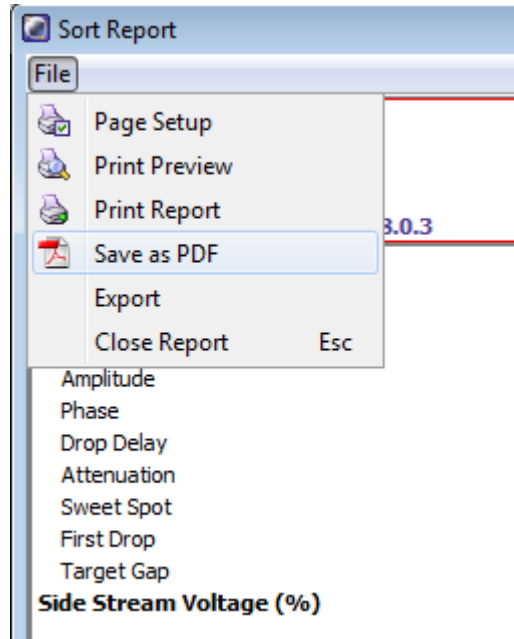 Sort Report
File
Page Setup
Print Preview
Print Report
.0.3
Save as PDF
Export
Close Report Esc
Amplitude
Phase
Drop Delay
Attenuation
Sweet Spot
First Drop
Target Gap
Side Stream Voltage (%)